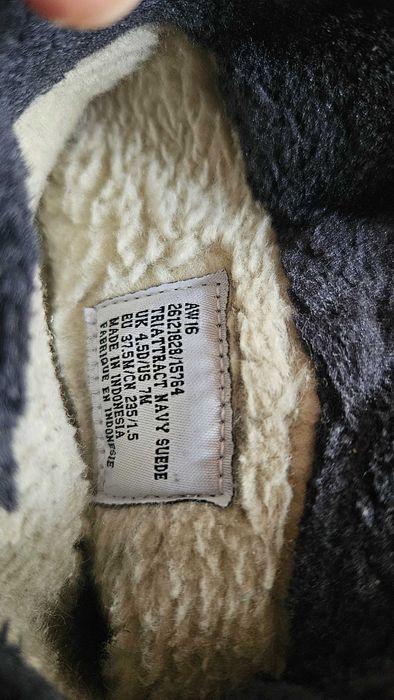 AW16
26121828/15764
TRIATTRACT NAVY SUEDE
UK 4.5D/US 7M
EU 37.5M/CN 235/1.5
MADE IN INDONESIA
FABRIQUE EN INDONESIE